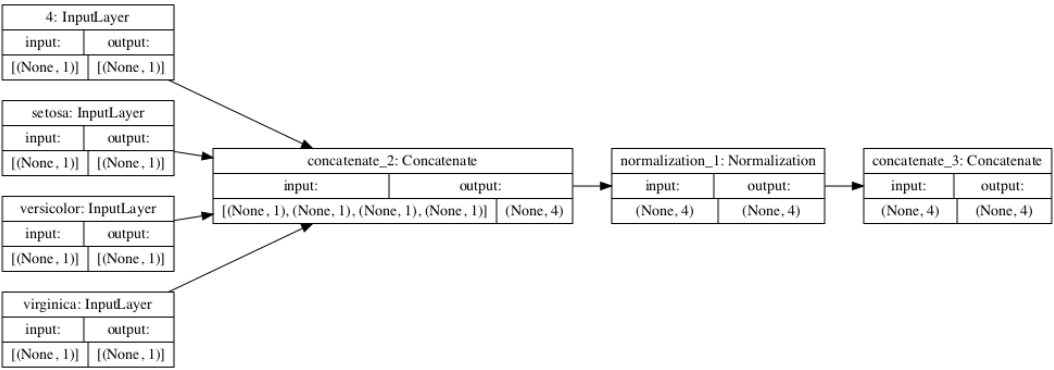 4: InputLayer
input: output:
[(None, 1)] [(None, 1)]
setosa: InputLayer
input: output:
[(None, 1)] [(None, 1)]
versicolor: InputLayer
input: output:
[(None, 1)] [(None, 1)]
virginica: InputLayer
input: output:
[(None, 1)] [(None, 1)]
concatenate_2: Concatenate
input: output:
[(None, 1), (None, 1), (None, 1), (None, 1)] (None, 4)
normalization_1: Normalization
input: output:
(None, 4) (None, 4)
concatenate_3: Concatenate
input: output:
(None, 4) (None, 4)